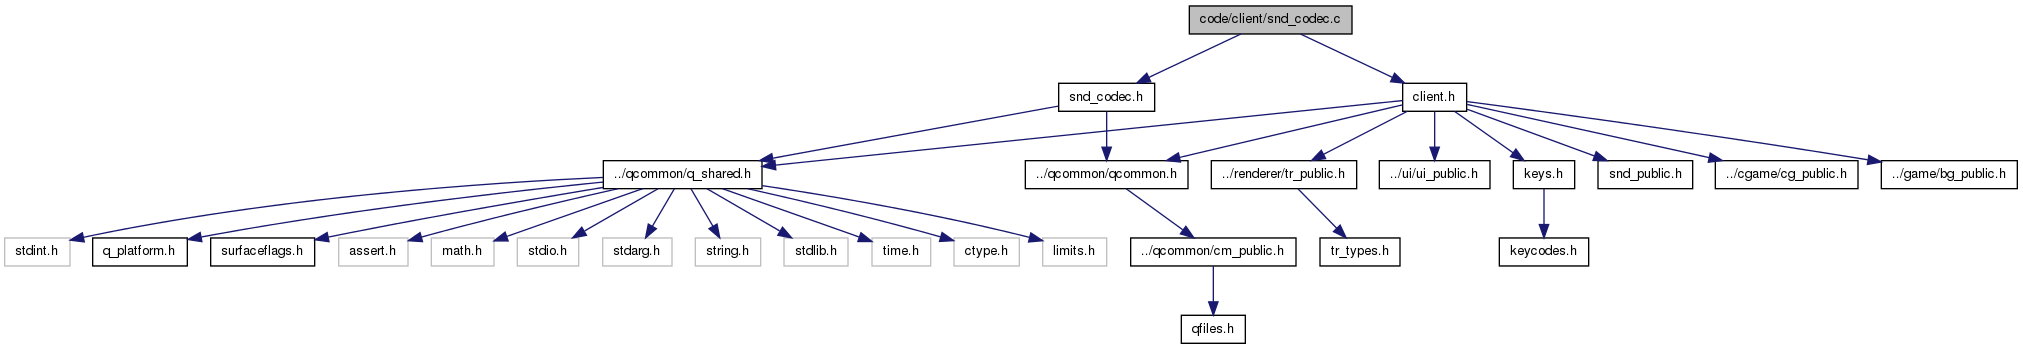 code/client/snd_codec.c
snd_codec.h
client.h
../qcommon/q_shared.h
../qcommon/qcommon.h
../renderer/tr_public.h
../ui/ui_public.h
keys.h
snd_public.h
../cgame/cg_public.h
../game/bg_public.h
stdint.h
q_platform.h
surfaceflags.h
assert.h
math.h
stdio.h
stdarg.h
string.h
stdlib.h
time.h
ctype.h
limits.h
../qcommon/cm_public.h
tr_types.h
keycodes.h
qfiles.h